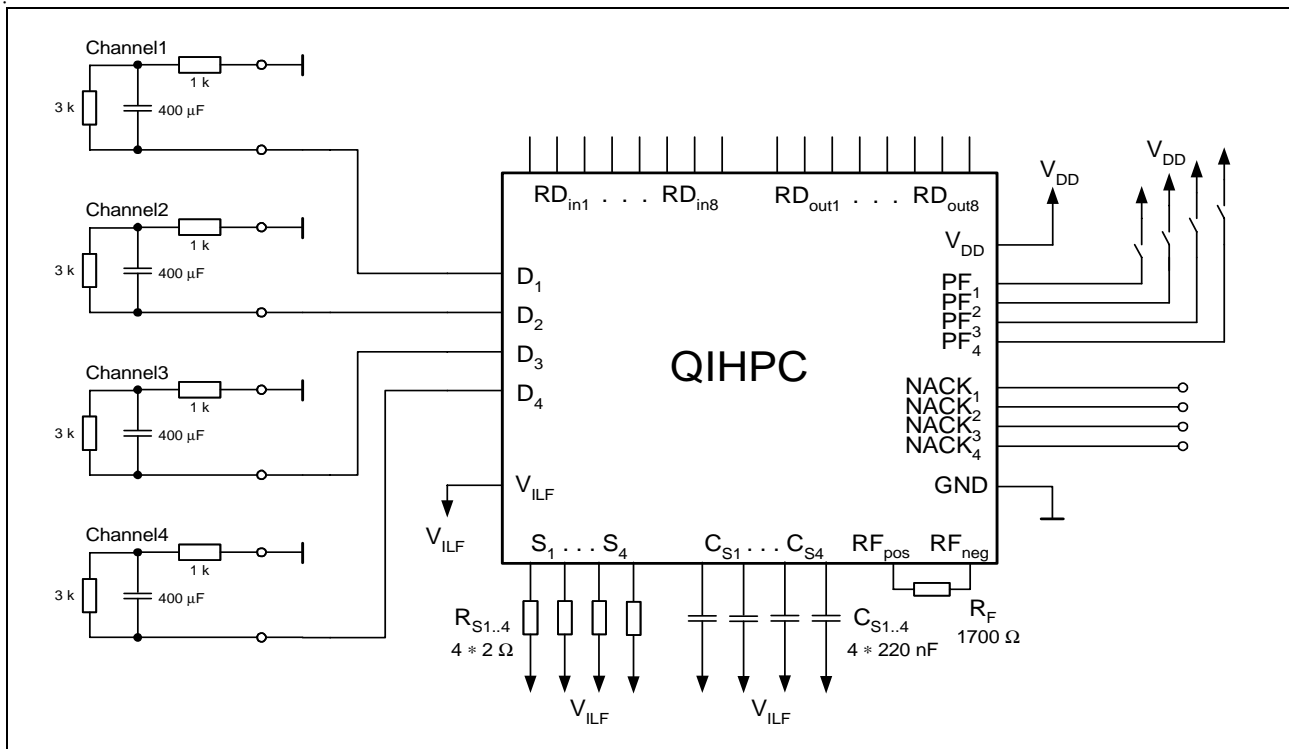 Channel1
1 k
3 k
400 μF
Channel2
1 k
3 k
400 μF
Channel3
1 k
3 k
400 μF
Channel4
1 k
3 k
400 μF
RDin1 . . . RDin8
RDout1 . . . RDout8
VDD
VDD
VDD
D1
D2
D3
D4
QIHPC
PF1
PF2
PF3
PF4
NACK1
NACK2
NACK3
NACK4
GND
VILF
VILF
S1 . . . S4
CS1 . . . CS4
RFpos
RFneg
RS1..4
4 * 2 Ω
CS1..4
4 * 220 nF
RF
1700 Ω
VILF
VILF